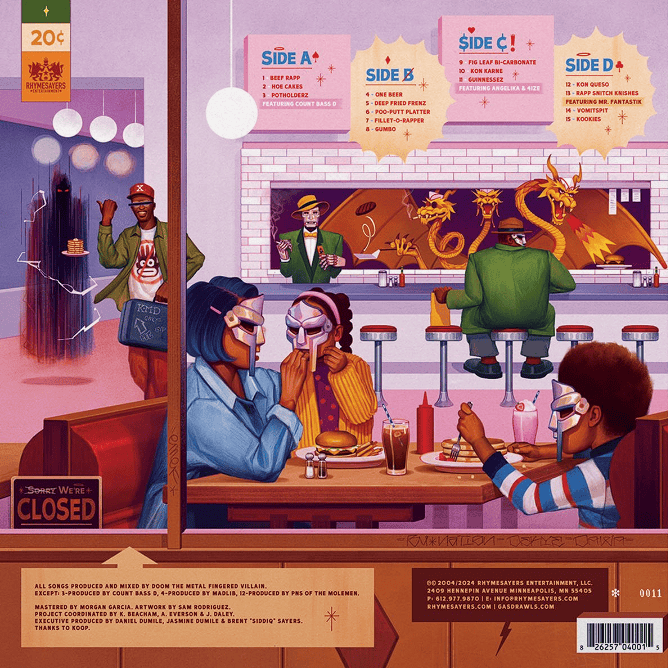 20¢
RHYMESAYERS
ENTERTAINMENT
SIDE A
1 BEEF RAPP
2 HOE CAKES
3 POTHOLDERZ
FEATURING COUNT BASS D
SIDE B
4 - ONE BEER
5 - DEEP FRIED FRENZ
6 - POO-PUTT PLATTER
7 - FILLET-O-RAPPER
8 - GUMBO
$IDE ¢!
9 FIG LEAF BI-CARBONATE
10 KON KARNE
11 GUINNESSEZ
FEATURING ANGELIKA & 4IZE
SIDE D
12 - KON QUESO
13 - RAPP SNITCH KNISHES
FEATURING MR. FANTASTIK
14 - VOMITSPIT
15 - KOOKIES
X
KMD
SORRY WE'RE
CLOSED
ALL SONGS PRODUCED AND MIXED BY DOOM THE METAL FINGERED VILLAIN.
EXCEPT: 3-PRODUCED BY COUNT BASS D, 4-PRODUCED BY MADLIB, 12-PRODUCED BY PNS OF THE MOLEMEN.
MASTERED BY MORGAN GARCIA. ARTWORK BY SAM RODRIGUEZ.
PROJECT COORDINATED BY K. BEACHAM, A. EVERSON & J. DALEY.
EXECUTIVE PRODUCED BY DANIEL DUMILE, JASMINE DUMILE & BRENT "SIDDIQ" SAYERS.
THANKS TO KOOP.
℗© 2004/2024 RHYMESAYERS ENTERTAINMENT, LLC.
2409 HENNEPIN AVENUE MINNEAPOLIS, MN 55405
P: 612.977.9870 | E: INFO@RHYMESAYERS.COM
RHYMESAYERS.COM | GASDRAWLS.COM
0011
8 26257 04001 5